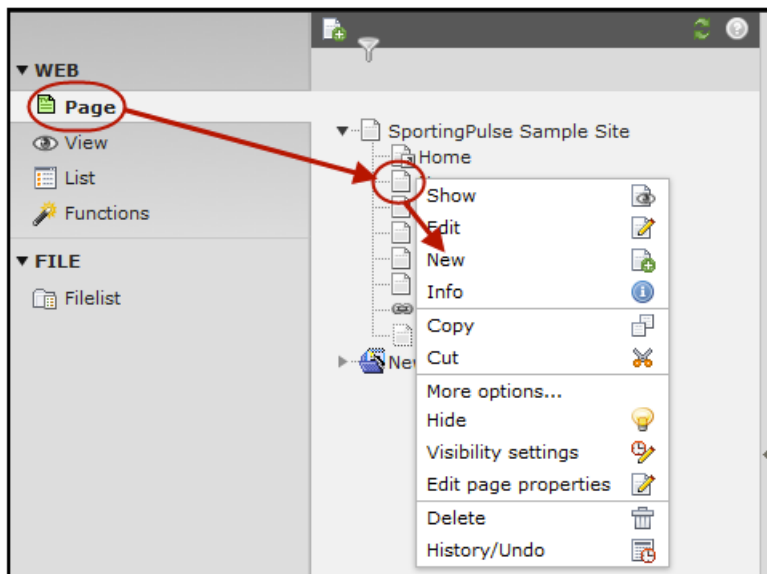 WEB
Page
View
List
Functions
FILE
Filelist
SportingPulse Sample Site
Home
Show
Edit
New
Info
Copy
Cut
More options...
Hide
Visibility settings
Edit page properties
Delete
History/Undo